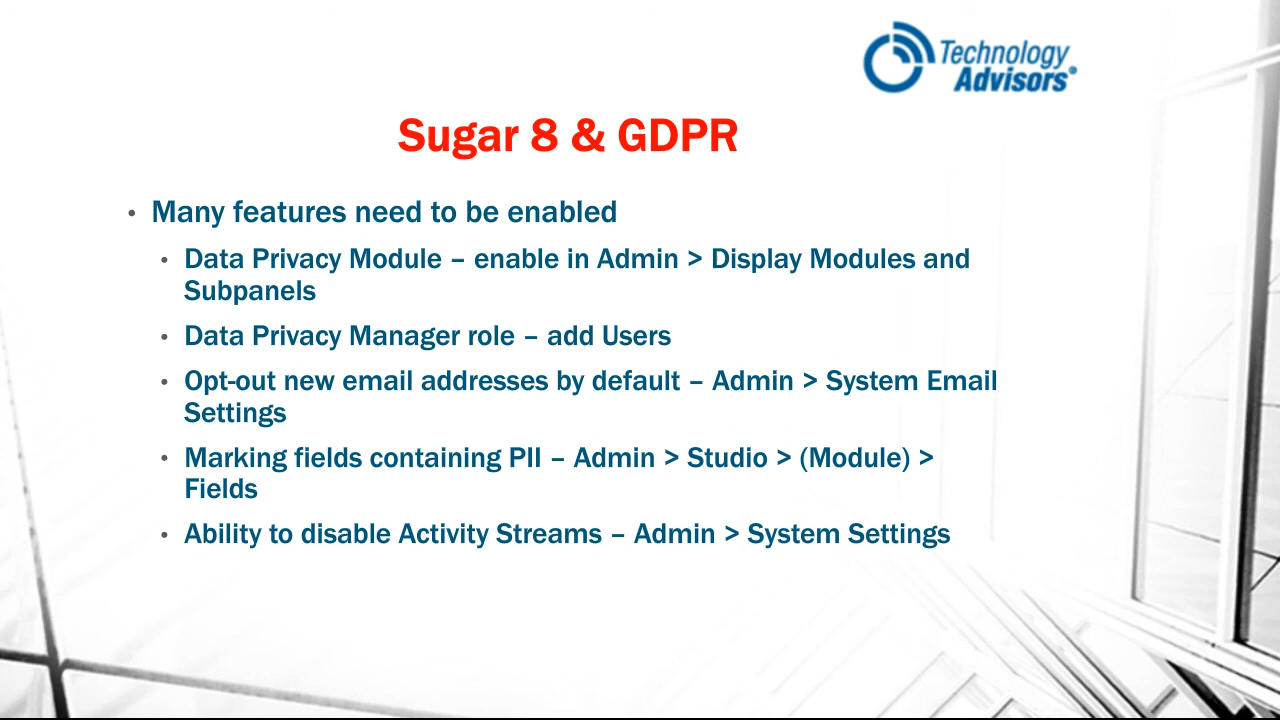 Technology
Advisors®
Sugar 8 & GDPR
• Many features need to be enabled
• Data Privacy Module – enable in Admin > Display Modules and
Subpanels
• Data Privacy Manager role – add Users
• Opt-out new email addresses by default – Admin > System Email
Settings
• Marking fields containing PII – Admin > Studio > (Module) >
Fields
• Ability to disable Activity Streams – Admin > System Settings